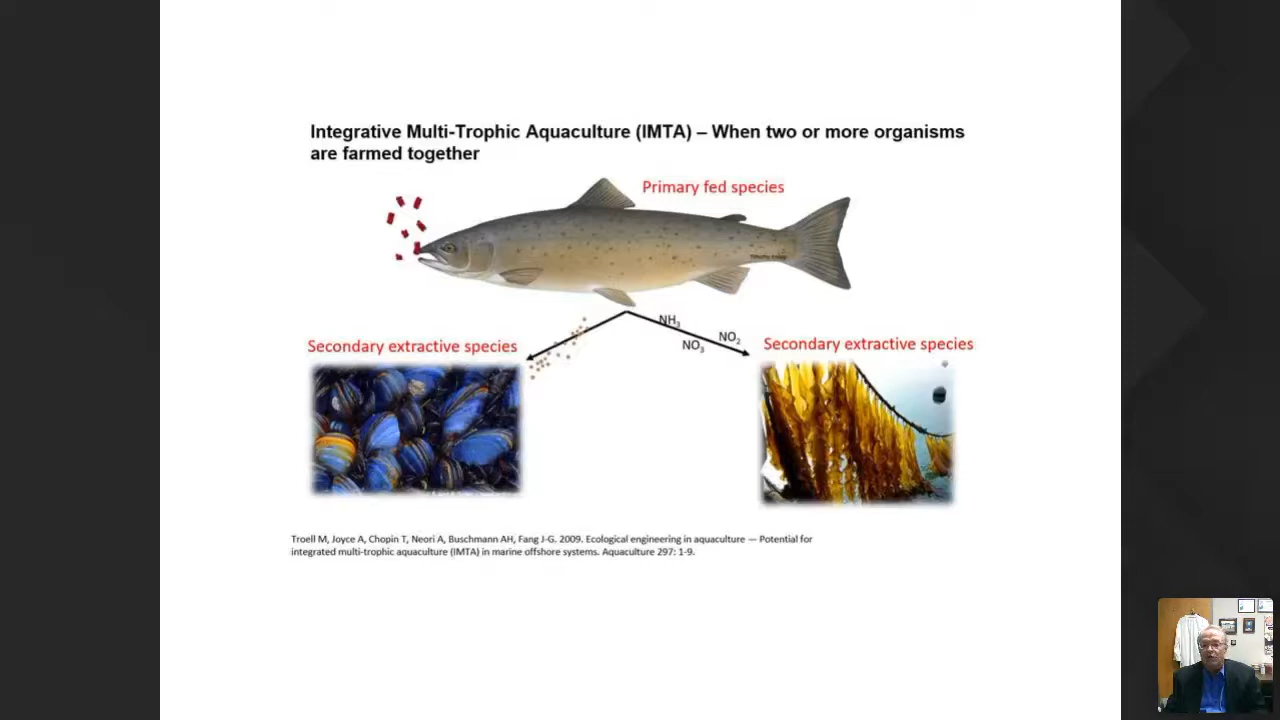 Integrative Multi-Trophic Aquaculture (IMTA) – When two or more organisms
are farmed together
Primary fed species
NH3
NO2
NO3
Secondary extractive species
Secondary extractive species
Troell M, Joyce A, Chopin T, Neori A, Buschmann AH, Fang J-G. 2009. Ecological engineering in aquaculture — Potential for
integrated multi-trophic aquaculture (IMTA) in marine offshore systems. Aquaculture 297: 1-9.